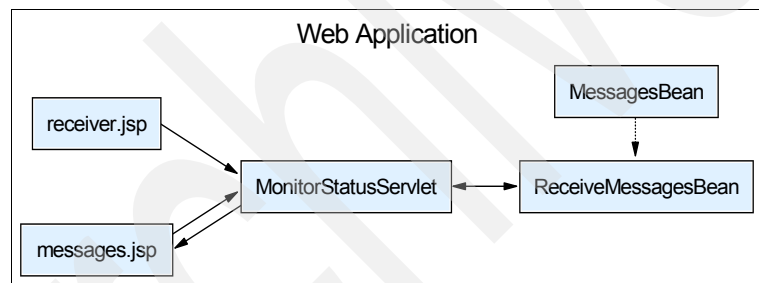 Web Application
MessagesBean
receiver.jsp
MonitorStatusServlet
ReceiveMessagesBean
messages.jsp